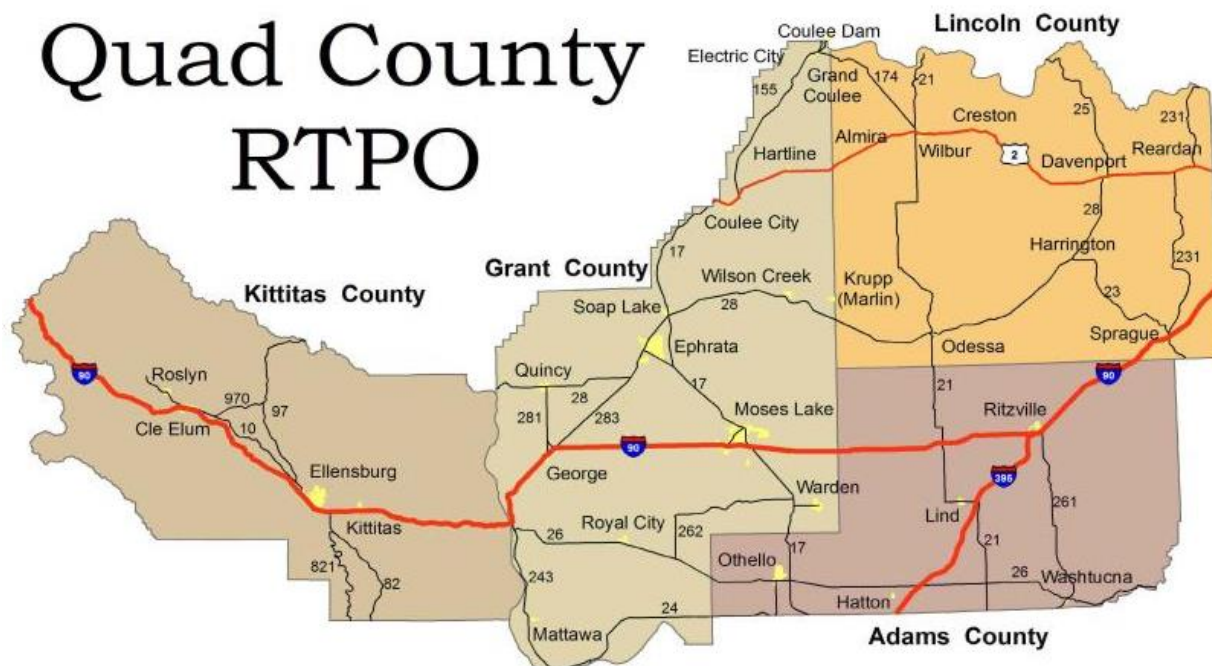 Quad County
RTPO
Lincoln County
Grant County
Kittitas County
Adams County
Coulee Dam
Electric City
Grand
Coulee
174
21
155
Creston
25
231
Almira
Hartline
Wilbur
2
Davenport
Reardan
Coulee City
28
Harrington
17
Wilson Creek
Krupp
(Marlin)
231
23
Soap Lake
28
Sprague
Odessa
Ephrata
90
Roslyn
970
97
10
Cle Elum
Quincy
28
281
283
17
21
90
Moses Lake
Ritzville
90
George
Ellensburg
Kittitas
395
Warden
Lind
261
Royal City
262
26
821
82
243
Othello
17
21
26
Washtucna
24
Hatton
Mattawa